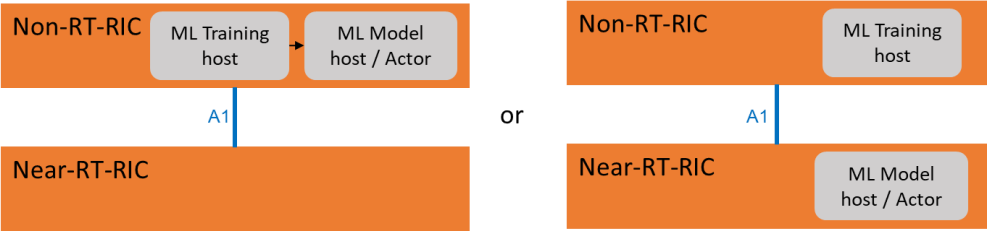 Non-RT-RIC
ML Training
host
ML Model
host / Actor
A1
Near-RT-RIC
or
Non-RT-RIC
ML Training
host
A1
Near-RT-RIC
ML Model
host / Actor